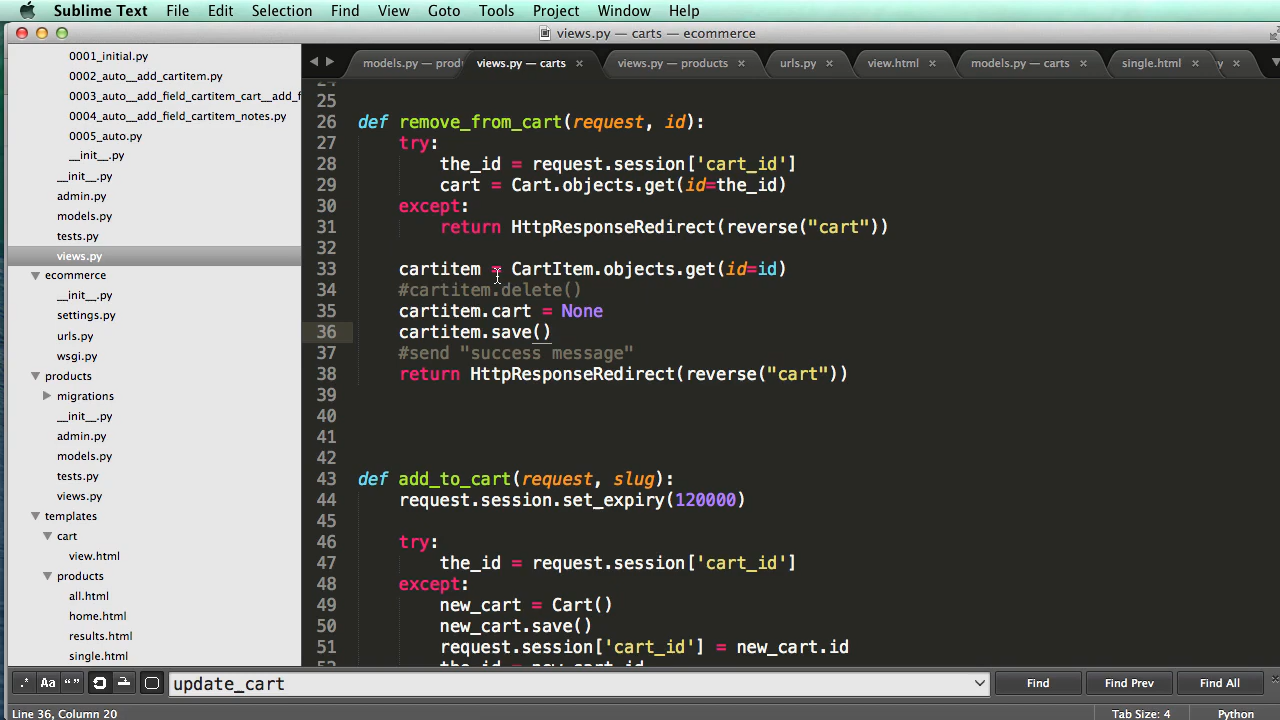 Sublime Text File Edit Selection Find View Goto Tools Project Window Help
views.py — carts — ecommerce
0001_initial.py
0002_auto__add_cartitem.py
0003_auto__add_field_cartitem_cart__add_f
0004_auto__add_field_cartitem_notes.py
0005_auto.py
__init__.py
__init__.py
admin.py
models.py
tests.py
views.py
ecommerce
__init__.py
settings.py
urls.py
wsgi.py
products
migrations
__init__.py
admin.py
models.py
tests.py
views.py
templates
cart
view.html
products
all.html
home.html
results.html
single.html
models.py — prod views.py — carts × views.py — products × urls.py × view.html × models.py — carts × single.html × y ×
25
26 def remove_from_cart(request, id):
27 try:
28 the_id = request.session['cart_id']
29 cart = Cart.objects.get(id=the_id)
30 except:
31 return HttpResponseRedirect(reverse("cart"))
32
33 cartitem = CartItem.objects.get(id=id)
34 #cartitem.delete()
35 cartitem.cart = None
36 cartitem.save()
37 #send "success message"
38 return HttpResponseRedirect(reverse("cart"))
39
40
41
42
43 def add_to_cart(request, slug):
44 request.session.set_expiry(120000)
45
46 try:
47 the_id = request.session['cart_id']
48 except:
49 new_cart = Cart()
50 new_cart.save()
51 request.session['cart_id'] = new_cart.id
52 the_id = new_cart.id
.* Aa “ ” update_cart Find Find Prev Find All
Line 36, Column 20 Tab Size: 4 Python